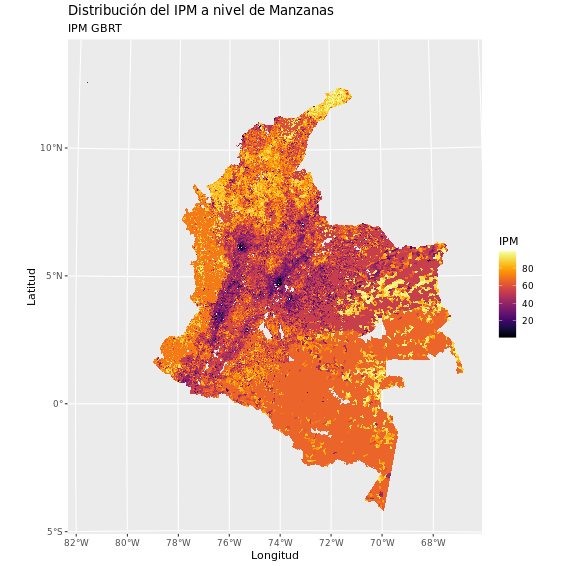 Distribución del IPM a nivel de Manzanas
IPM GBRT
10°N
5°N
0°
5°S
Latitud
82°W 80°W 78°W 76°W 74°W 72°W 70°W 68°W
Longitud
IPM
80
60
40
20